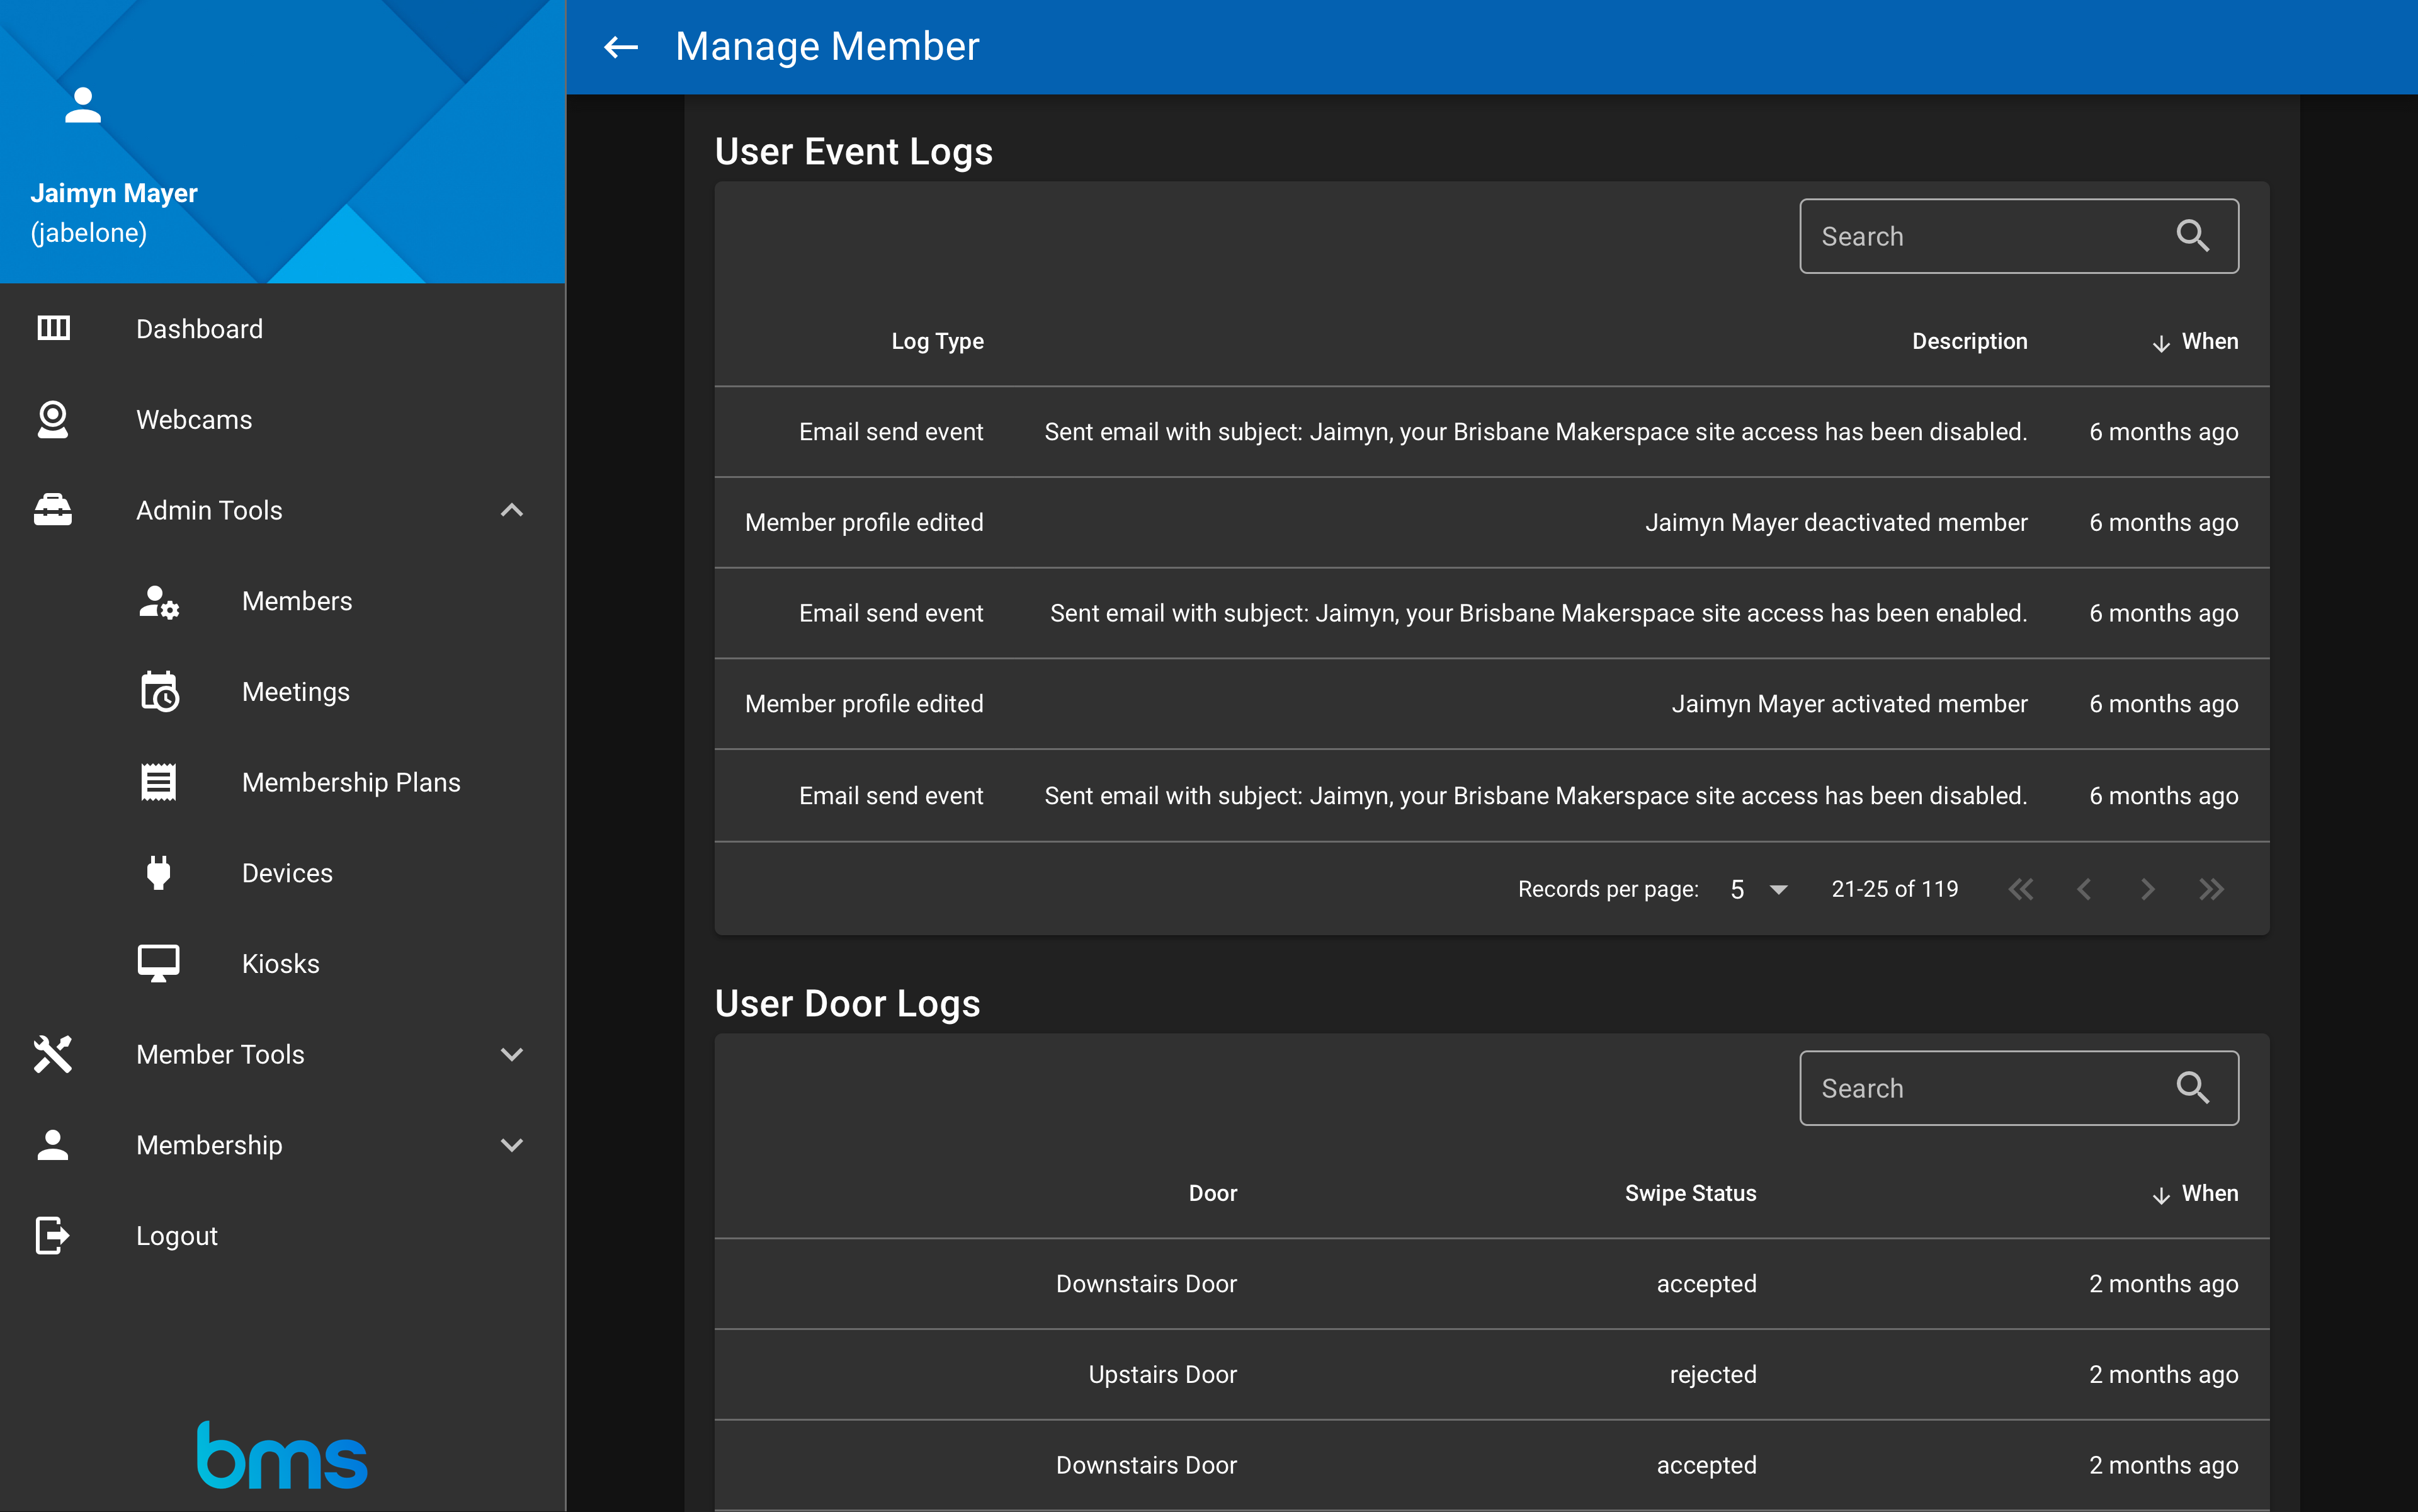 Manage Member
Jaimyn Mayer
(jabelone)
Dashboard
Webcams
Admin Tools
Members
Meetings
Membership Plans
Devices
Kiosks
Member Tools
Membership
Logout
bms
User Event Logs
Search
Log Type Description When
Email send event Sent email with subject: Jaimyn, your Brisbane Makerspace site access has been disabled. 6 months ago
Member profile edited Jaimyn Mayer deactivated member 6 months ago
Email send event Sent email with subject: Jaimyn, your Brisbane Makerspace site access has been enabled. 6 months ago
Member profile edited Jaimyn Mayer activated member 6 months ago
Email send event Sent email with subject: Jaimyn, your Brisbane Makerspace site access has been disabled. 6 months ago
Records per page: 5 21-25 of 119
User Door Logs
Search
Door Swipe Status When
Downstairs Door accepted 2 months ago
Upstairs Door rejected 2 months ago
Downstairs Door accepted 2 months ago